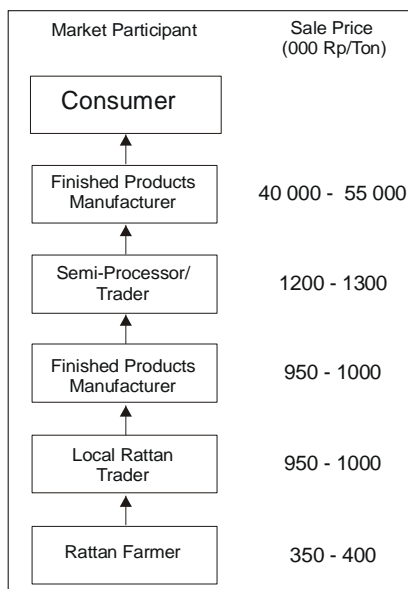 Market Participant
Sale Price
(000 Rp/Ton)
Consumer
Finished Products
Manufacturer
40 000 - 55 000
Semi-Processor/
Trader
1200 - 1300
Finished Products
Manufacturer
950 - 1000
Local Rattan
Trader
950 - 1000
Rattan Farmer
350 - 400